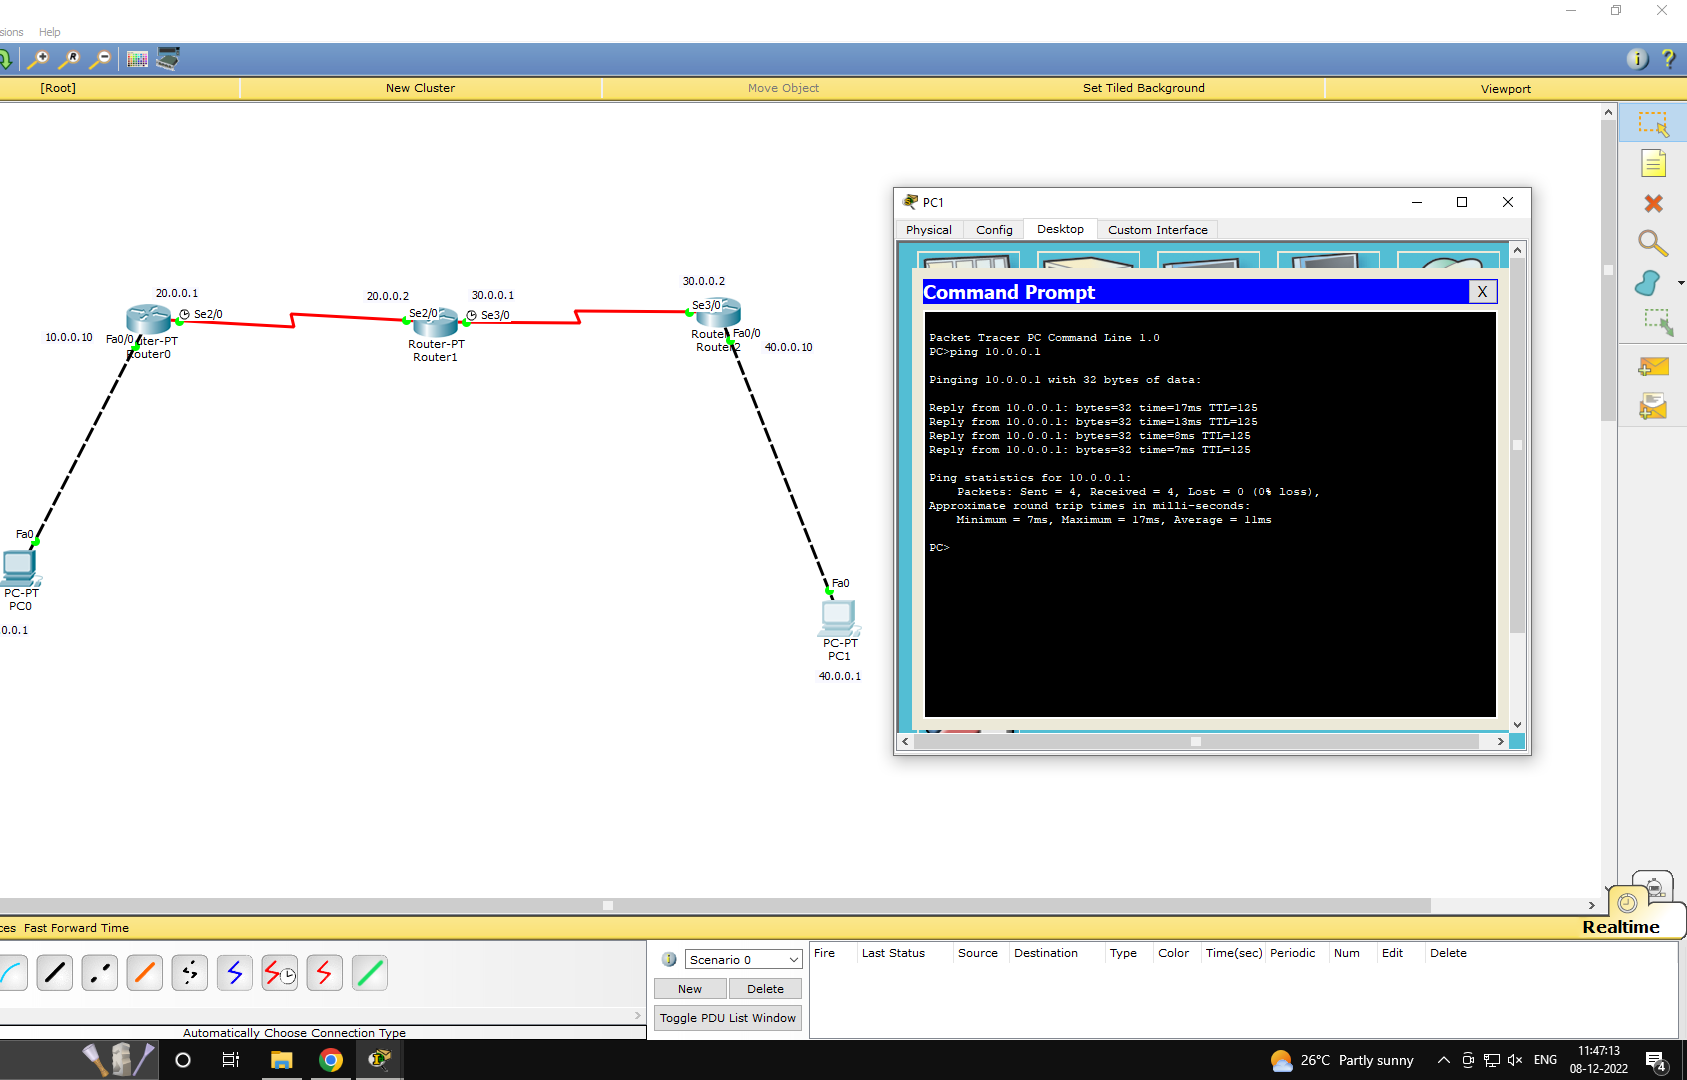 sions Help
[Root] New Cluster Move Object Set Tiled Background Viewport
PC1
Physical Config Desktop Custom Interface
Command Prompt X
Packet Tracer PC Command Line 1.0
PC>ping 10.0.0.1
Pinging 10.0.0.1 with 32 bytes of data:
Reply from 10.0.0.1: bytes=32 time=17ms TTL=125
Reply from 10.0.0.1: bytes=32 time=13ms TTL=125
Reply from 10.0.0.1: bytes=32 time=8ms TTL=125
Reply from 10.0.0.1: bytes=32 time=7ms TTL=125
Ping statistics for 10.0.0.1:
Packets: Sent = 4, Received = 4, Lost = 0 (0% loss),
Approximate round trip times in milli-seconds:
Minimum = 7ms, Maximum = 17ms, Average = 11ms
PC>
20.0.0.1
Se2/0
10.0.0.10 Fa0/0
uter-PT
Router0
20.0.0.2
Se2/0
30.0.0.1
Se3/0
Router-PT
Router1
30.0.0.2
Se3/0
Router
Router2
Fa0/0
40.0.0.10
Fa0
PC-PT
PC0
0.0.1
Fa0
PC-PT
PC1
40.0.0.1
Realtime
ces Fast Forward Time
Scenario 0
New Delete
Toggle PDU List Window
Fire Last Status Source Destination Type Color Time(sec) Periodic Num Edit Delete
Automatically Choose Connection Type
26°C Partly sunny ENG 11:47:13
08-12-2022
4